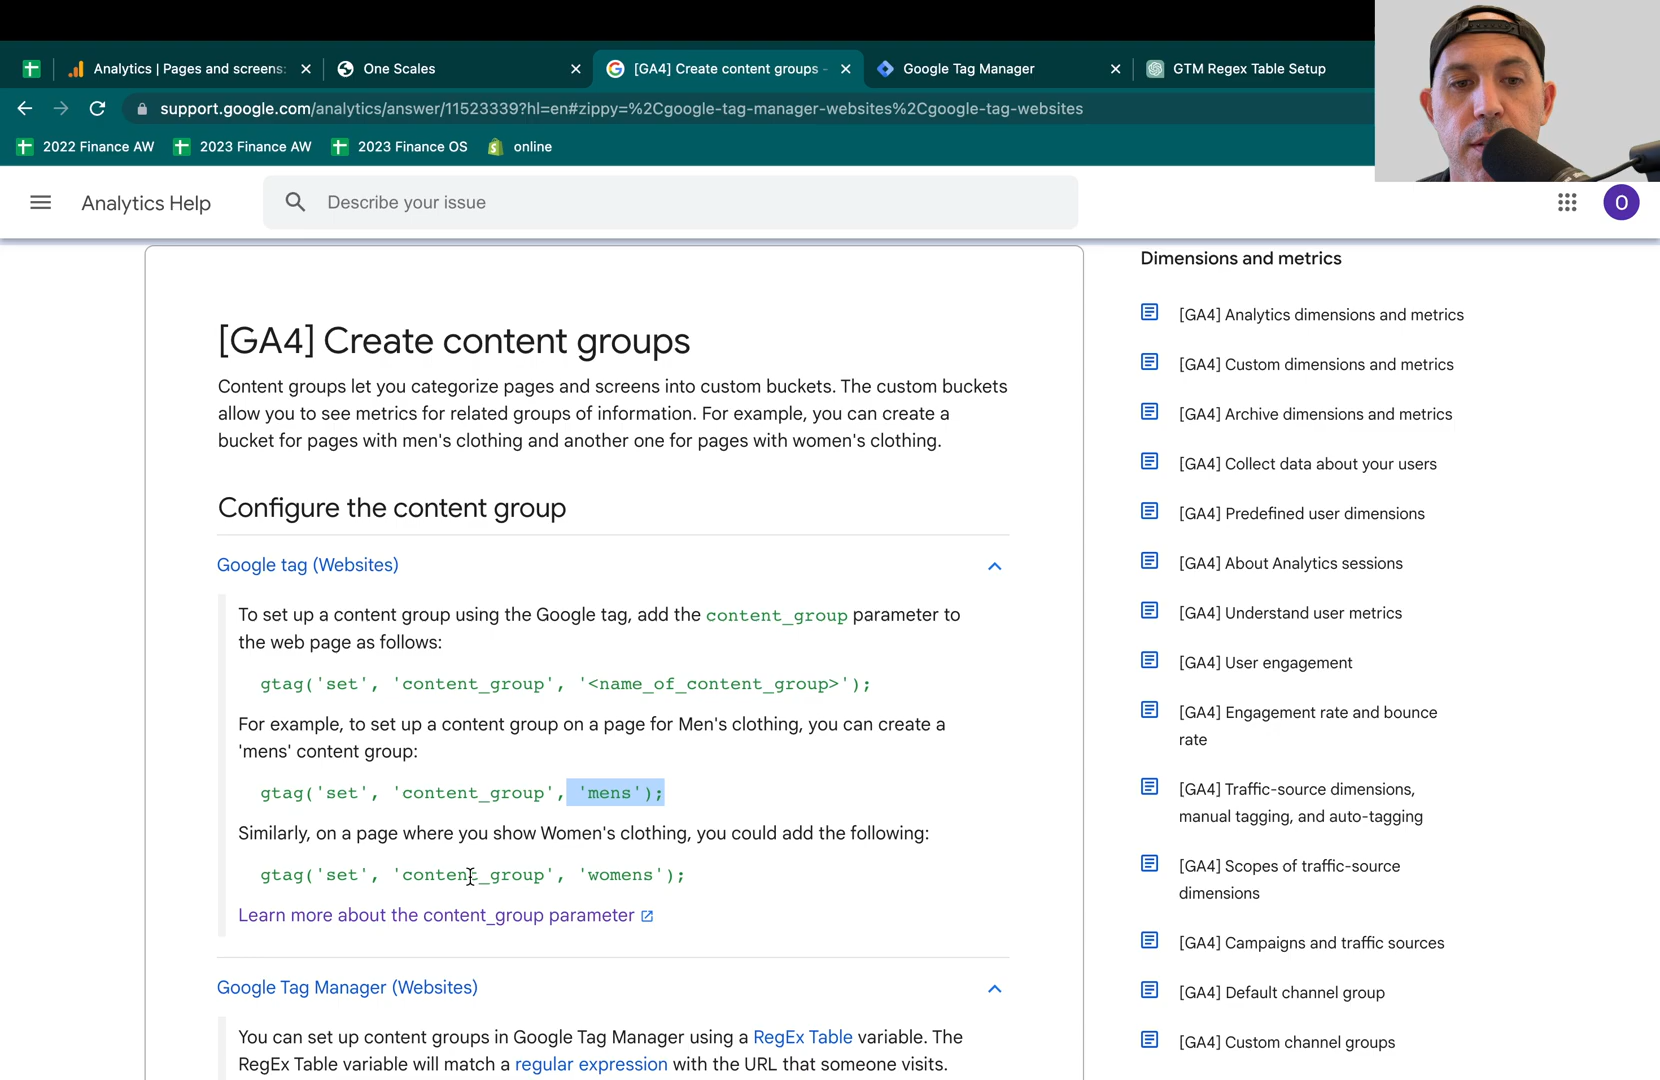 Analytics | Pages and screens:
One Scales
[GA4] Create content groups -
Google Tag Manager
GTM Regex Table Setup
support.google.com/analytics/answer/11523339?hl=en#zippy=%2Cgoogle-tag-manager-websites%2Cgoogle-tag-websites
2022 Finance AW
2023 Finance AW
2023 Finance OS
online
Analytics Help
Describe your issue
O
[GA4] Create content groups
Content groups let you categorize pages and screens into custom buckets. The custom buckets
allow you to see metrics for related groups of information. For example, you can create a
bucket for pages with men's clothing and another one for pages with women's clothing.
Configure the content group
Google tag (Websites)
To set up a content group using the Google tag, add the content_group parameter to
the web page as follows:
gtag('set', 'content_group', '<name_of_content_group>');
For example, to set up a content group on a page for Men's clothing, you can create a
'mens' content group:
gtag('set', 'content_group', 'mens');
Similarly, on a page where you show Women's clothing, you could add the following:
gtag('set', 'content_group', 'womens');
Learn more about the content_group parameter
Google Tag Manager (Websites)
You can set up content groups in Google Tag Manager using a RegEx Table variable. The
RegEx Table variable will match a regular expression with the URL that someone visits.
Dimensions and metrics
[GA4] Analytics dimensions and metrics
[GA4] Custom dimensions and metrics
[GA4] Archive dimensions and metrics
[GA4] Collect data about your users
[GA4] Predefined user dimensions
[GA4] About Analytics sessions
[GA4] Understand user metrics
[GA4] User engagement
[GA4] Engagement rate and bounce
rate
[GA4] Traffic-source dimensions,
manual tagging, and auto-tagging
[GA4] Scopes of traffic-source
dimensions
[GA4] Campaigns and traffic sources
[GA4] Default channel group
[GA4] Custom channel groups